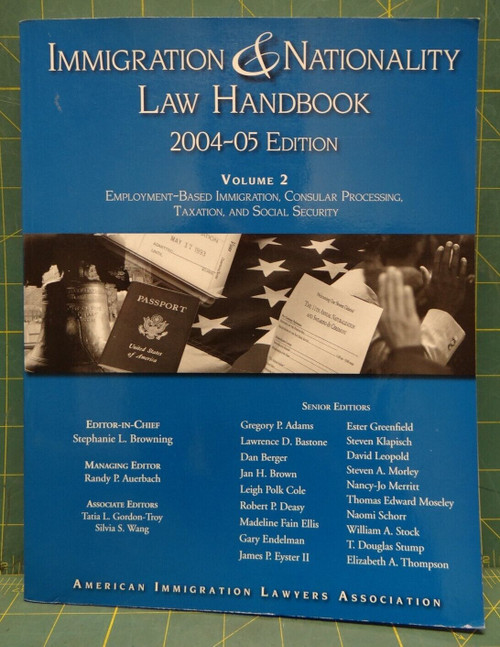 IMMIGRATION & NATIONALITY
LAW HANDBOOK
2004-05 EDITION
VOLUME 2
EMPLOYMENT-BASED IMMIGRATION, CONSULAR PROCESSING,
TAXATION, AND SOCIAL SECURITY
MAY 27 1993
PASSPORT
United States
of America
EDITOR-IN-CHIEF
Stephanie L. Browning
MANAGING EDITOR
Randy P. Auerbach
ASSOCIATE EDITORS
Tatia L. Gordon-Troy
Silvia S. Wang
SENIOR EDITIORS
Gregory P. Adams
Lawrence D. Bastone
Dan Berger
Jan H. Brown
Leigh Polk Cole
Robert P. Deasy
Madeline Fain Ellis
Gary Endelman
James P. Eyster II
Ester Greenfield
Steven Klapisch
David Leopold
Steven A. Morley
Nancy-Jo Merritt
Thomas Edward Moseley
Naomi Schorr
William A. Stock
T. Douglas Stump
Elizabeth A. Thompson
AMERICAN IMMIGRATION LAWYERS ASSOCIATION